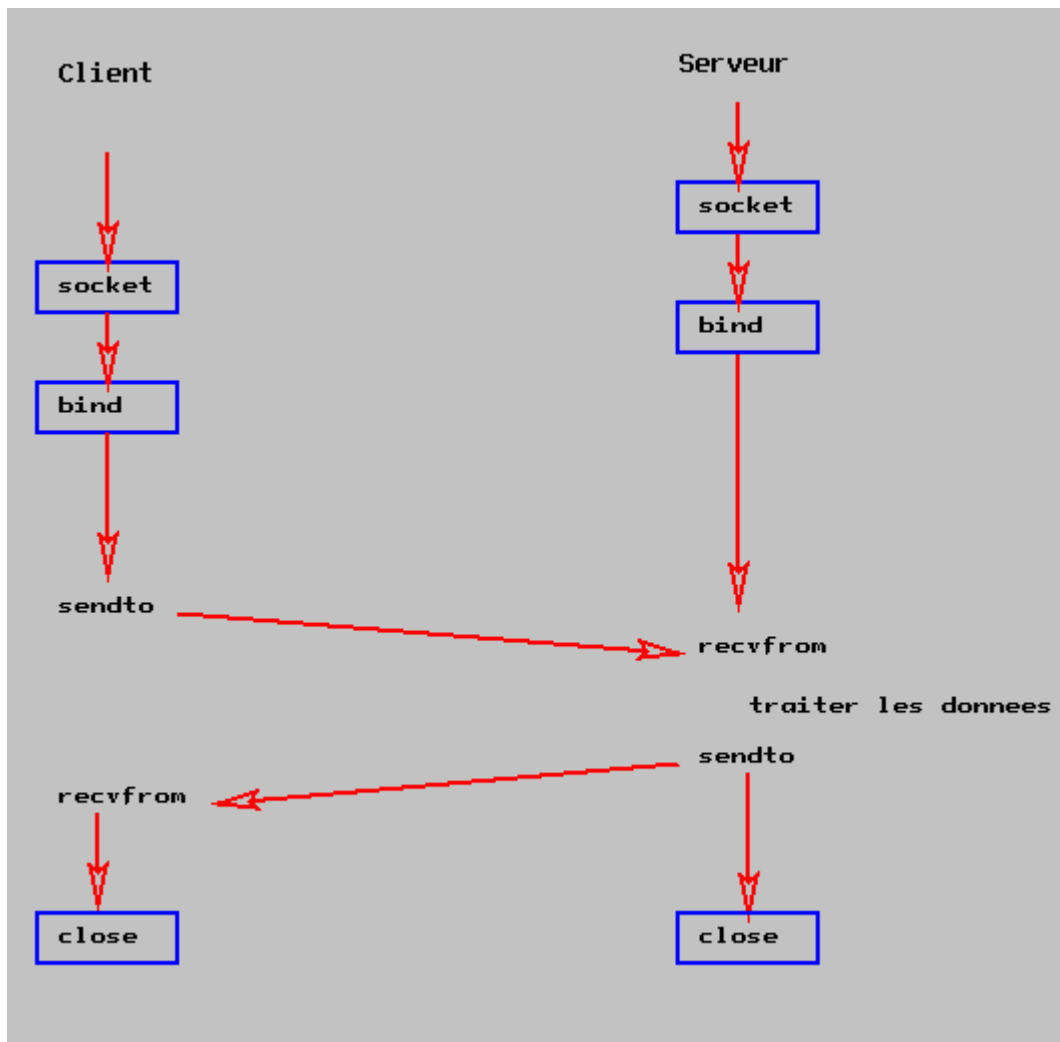 Client
Serveur
socket
socket
bind
bind
sendto
recvfrom
traiter les donnees
sendto
recvfrom
close
close